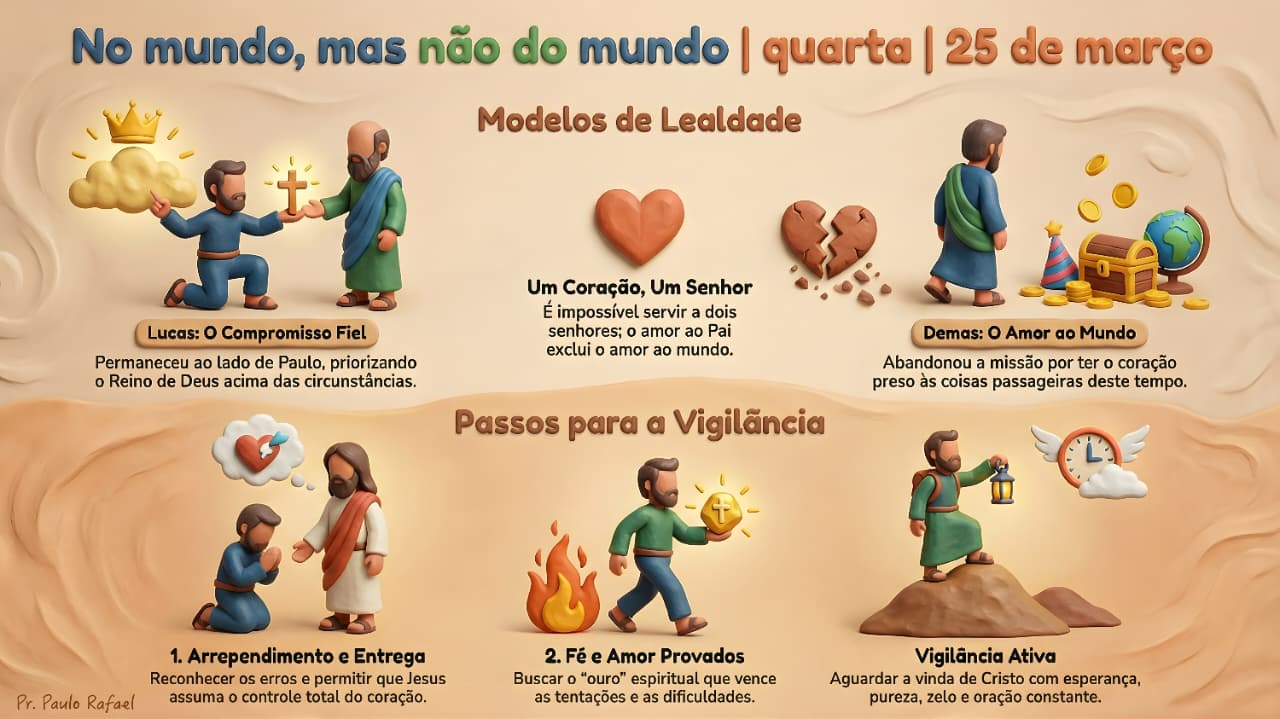 No mundo, mas não do mundo | quarta | 25 de março
Modelos de Lealdade
Lucas: O Compromisso Fiel
Permaneceu ao lado de Paulo, priorizando
o Reino de Deus acima das circunstâncias.
Um Coração, Um Senhor
É impossível servir a dois
senhores; o amor ao Pai
exclui o amor ao mundo.
Demas: O Amor ao Mundo
Abandonou a missão por ter o coração
preso às coisas passageiras deste tempo.
Passos para a Vigilância
1. Arrependimento e Entrega
Reconhecer os erros e permitir que Jesus
assuma o controle total do coração.
2. Fé e Amor Provados
Buscar o “ouro” espiritual que vence
as tentações e as dificuldades.
Vigilância Ativa
Aguardar a vinda de Cristo com esperança,
pureza, zelo e oração constante.
Pr. Paulo Rafael